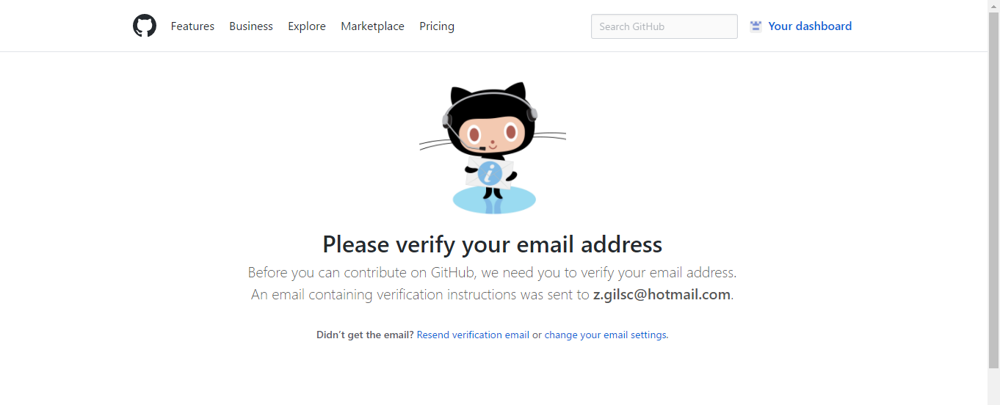 Features Business Explore Marketplace Pricing Search GitHub Your dashboard
i
Please verify your email address
Before you can contribute on GitHub, we need you to verify your email address.
An email containing verification instructions was sent to z.gilsc@hotmail.com.
Didn't get the email? Resend verification email or change your email settings.